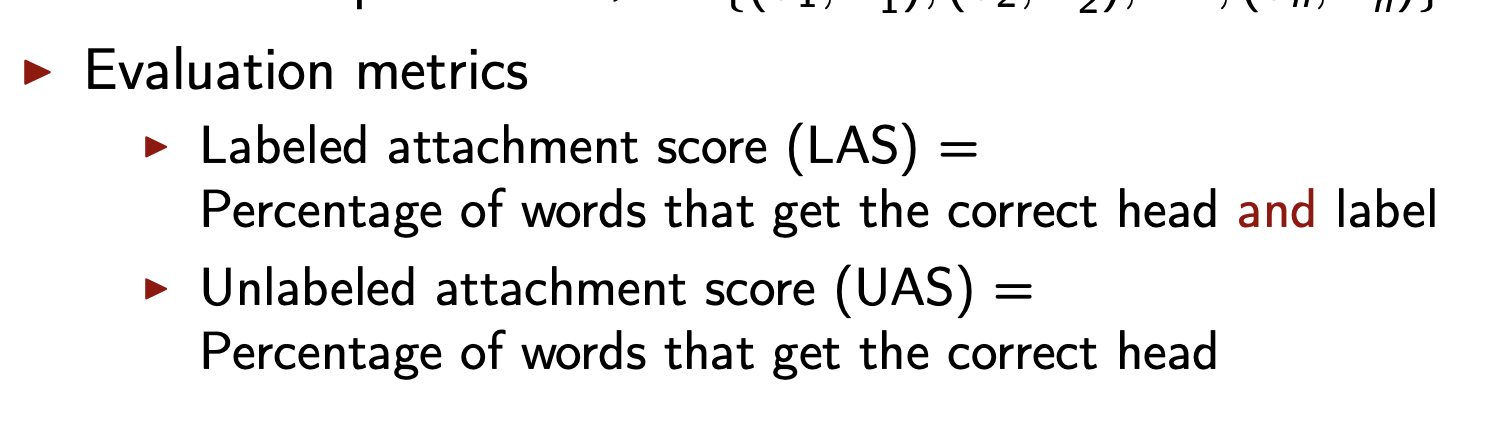 Evaluation metrics
Labeled attachment score (LAS) =
Percentage of words that get the correct head and label
Unlabeled attachment score (UAS) =
Percentage of words that get the correct head